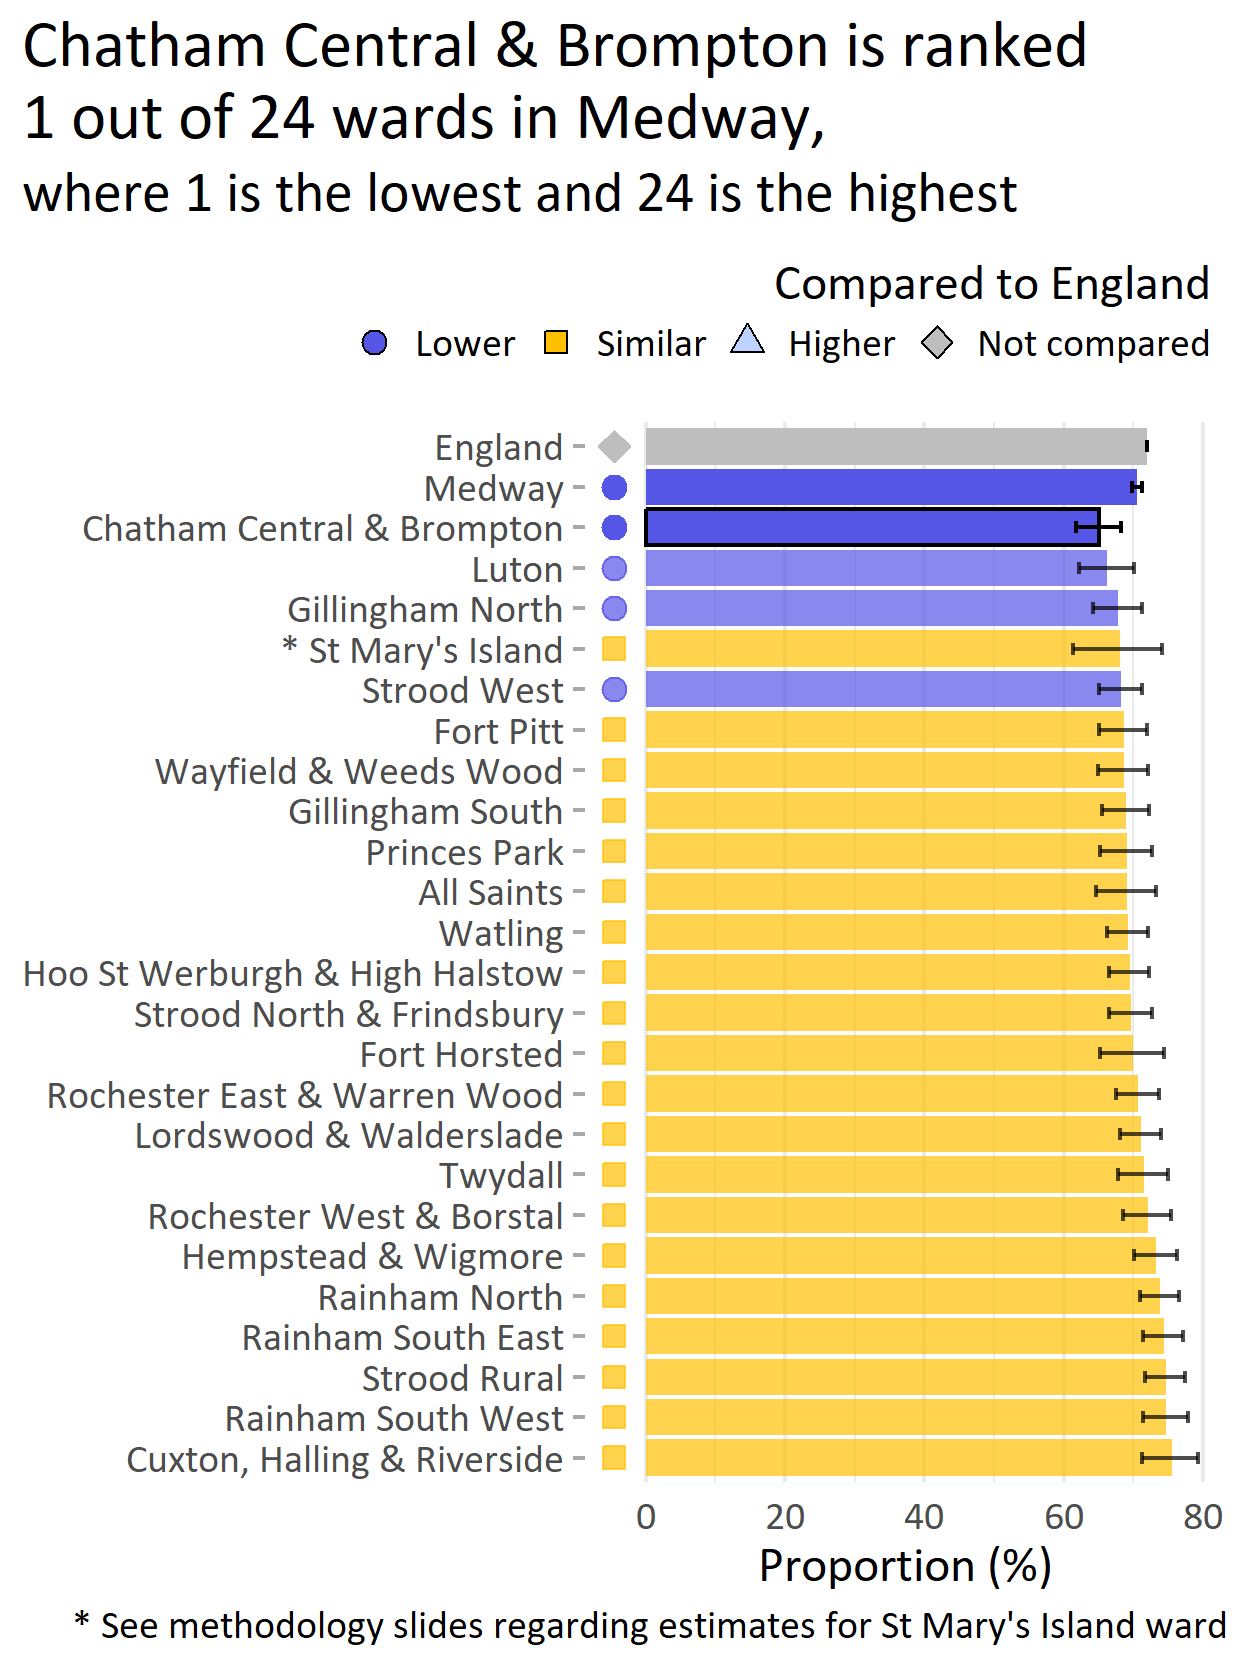 Chatham Central & Brompton is ranked
1 out of 24 wards in Medway,
where 1 is the lowest and 24 is the highest
Compared to England
Lower Similar Higher Not compared
England
Medway
Chatham Central & Brompton
Luton
Gillingham North
* St Mary's Island
Strood West
Fort Pitt
Wayfield & Weeds Wood
Gillingham South
Princes Park
All Saints
Watling
Hoo St Werburgh & High Halstow
Strood North & Frindsbury
Fort Horsted
Rochester East & Warren Wood
Lordswood & Walderslade
Twydall
Rochester West & Borstal
Hempstead & Wigmore
Rainham North
Rainham South East
Strood Rural
Rainham South West
Cuxton, Halling & Riverside
0 20 40 60 80
Proportion (%)
* See methodology slides regarding estimates for St Mary's Island ward